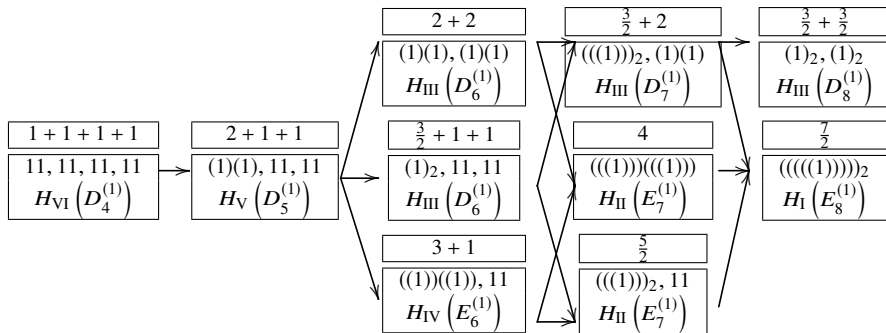 2 + 2
(1)(1), (1)(1)
H_III (D_6^(1))
3/2 + 2
(((1)))_2, (1)(1)
H_III (D_7^(1))
3/2 + 3/2
(1)_2, (1)_2
H_III (D_8^(1))
1 + 1 + 1 + 1
11, 11, 11, 11
H_VI (D_4^(1))
2 + 1 + 1
(1)(1), 11, 11
H_V (D_5^(1))
3/2 + 1 + 1
(1)_2, 11, 11
H_III (D_6^(1))
4
(((1)))(((1)))
H_II (E_7^(1))
7/2
(((((1)))))_2
H_I (E_8^(1))
3 + 1
((1))((1)), 11
H_IV (E_6^(1))
5/2
(((1)))_2, 11
H_II (E_7^(1))